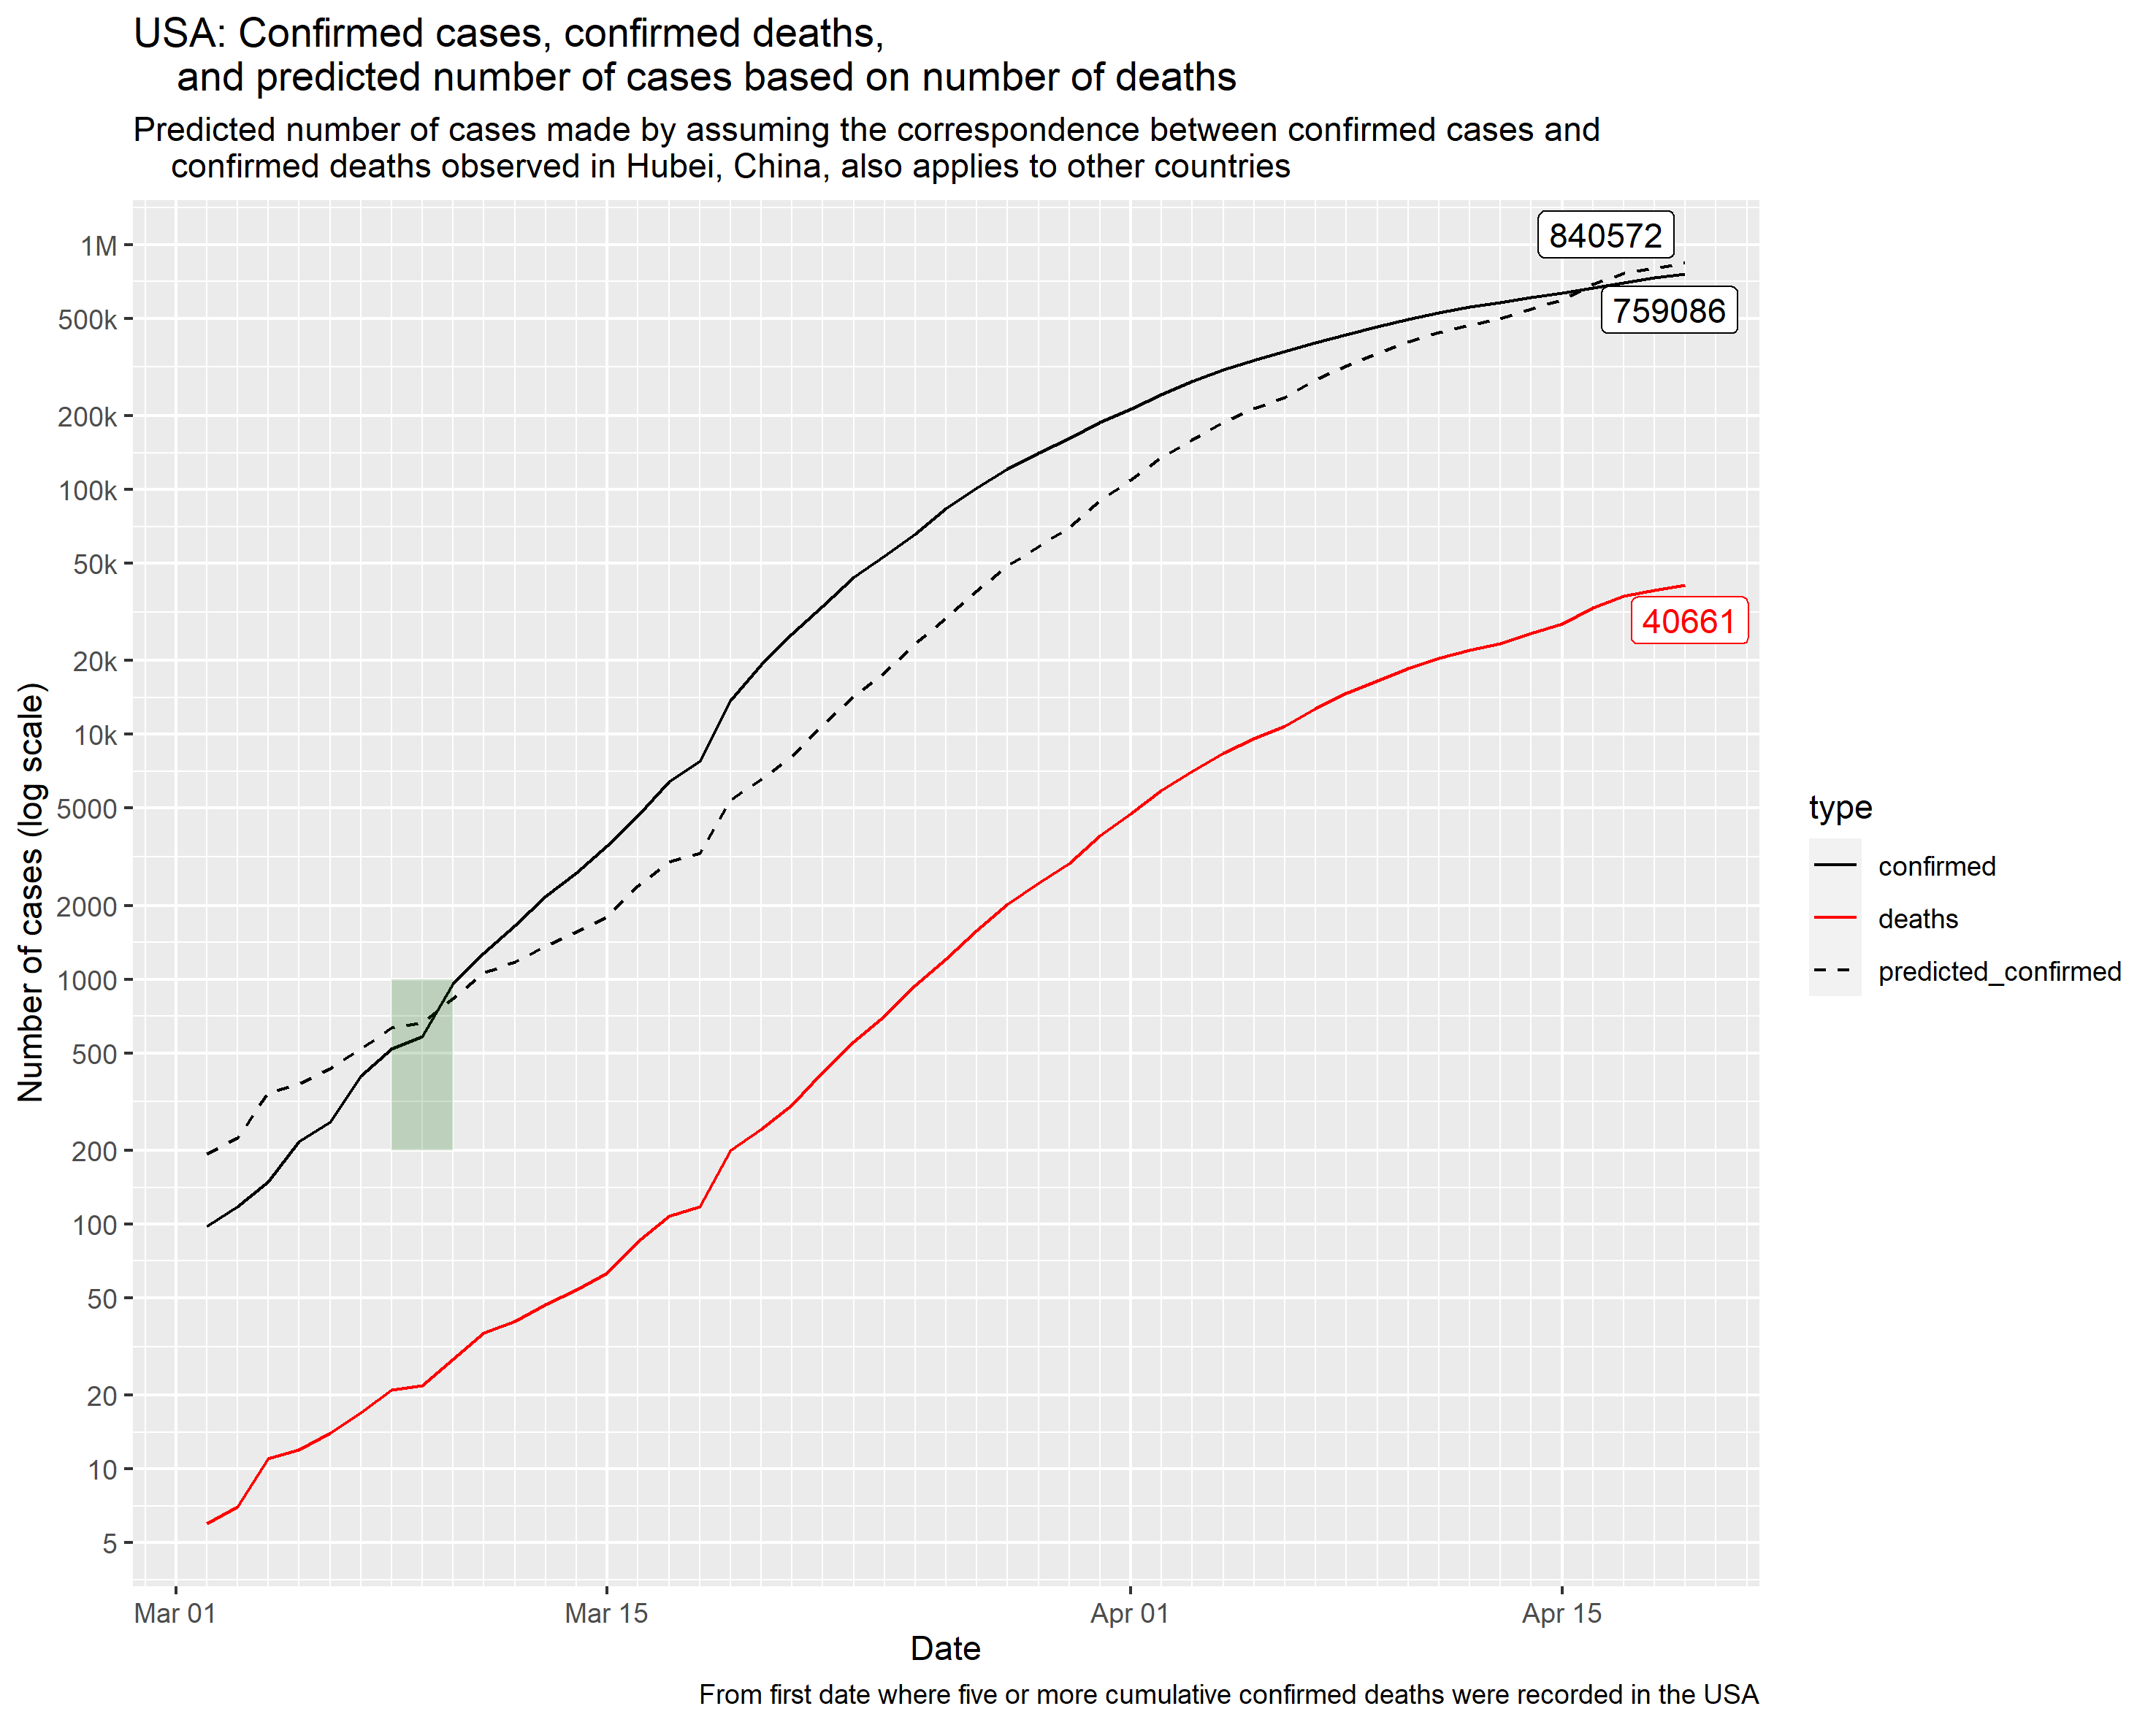 USA: Confirmed cases, confirmed deaths,
and predicted number of cases based on number of deaths
Predicted number of cases made by assuming the correspondence between confirmed cases and
confirmed deaths observed in Hubei, China, also applies to other countries
Number of cases (log scale)
1M
500k
200k
100k
50k
20k
10k
5000
2000
1000
500
200
100
50
20
10
5
840572
759086
40661
type
confirmed
deaths
predicted_confirmed
Mar 01
Mar 15
Apr 01
Apr 15
Date
From first date where five or more cumulative confirmed deaths were recorded in the USA